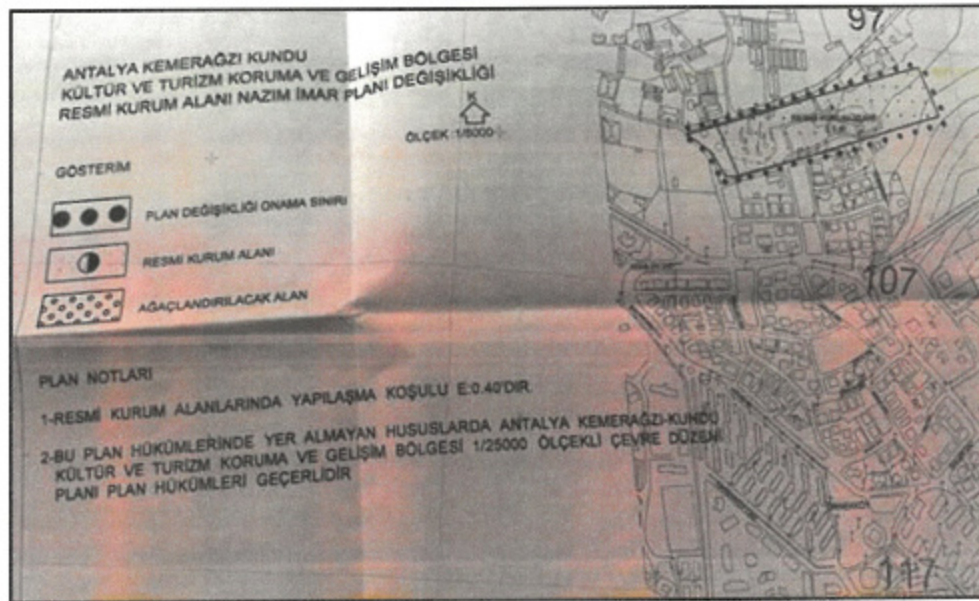 ANTALYA KEMERAĞZI KUNDU
KÜLTÜR VE TURİZM KORUMA VE GELİŞİM BÖLGESİ
RESMİ KURUM ALANI NAZIM İMAR PLANI DEĞİŞİKLİĞİ
K
ÖLÇEK:1/5000
GÖSTERİM
PLAN DEĞİŞİKLİĞİ ONAMA SINIRI
RESMİ KURUM ALANI
AĞAÇLANDIRILACAK ALAN
PLAN NOTLARI
1-RESMİ KURUM ALANLARINDA YAPILAŞMA KOŞULU E:0.40'DIR.
2-BU PLAN HÜKÜMLERİNDE YER ALMAYAN HUSUSLARDA ANTALYA KEMERAĞZI-KUNDU
KÜLTÜR VE TURİZM KORUMA VE GELİŞİM BÖLGESİ 1/25000 ÖLÇEKLİ ÇEVRE DÜZENİ
PLANI PLAN HÜKÜMLERİ GEÇERLİDİR
97
107
117